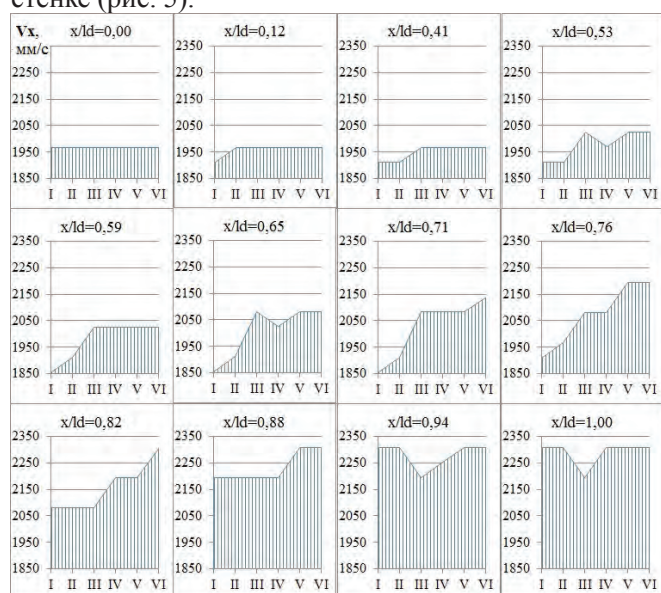 стенке (рис. 5).
Vx, x/ld=0,00 x/ld=0,12 x/ld=0,41 x/ld=0,53
мм/с
2250 2350 2350 2350
2150 2250 2250 2250
2050 2150 2150 2150
1950 2050 2050 2050
1850 1950 1950 1950
1850 1850 1850
I II III IV V VI I II III IV V VI I II III IV V VI I II III IV V VI
x/ld=0,59 x/ld=0,65 x/ld=0,71 x/ld=0,76
2350 2350 2350 2350
2250 2250 2250 2250
2150 2150 2150 2150
2050 2050 2050 2050
1950 1950 1950 1950
1850 1850 1850 1850
I II III IV V VI I II III IV V VI I II III IV V VI I II III IV V VI
x/ld=0,82 x/ld=0,88 x/ld=0,94 x/ld=1,00
2350 2350 2350 2350
2250 2250 2250 2250
2150 2150 2150 2150
2050 2050 2050 2050
1950 1950 1950 1950
1850 1850 1850 1850
I II III IV V VI I II III IV V VI I II III IV V VI I II III IV V VI